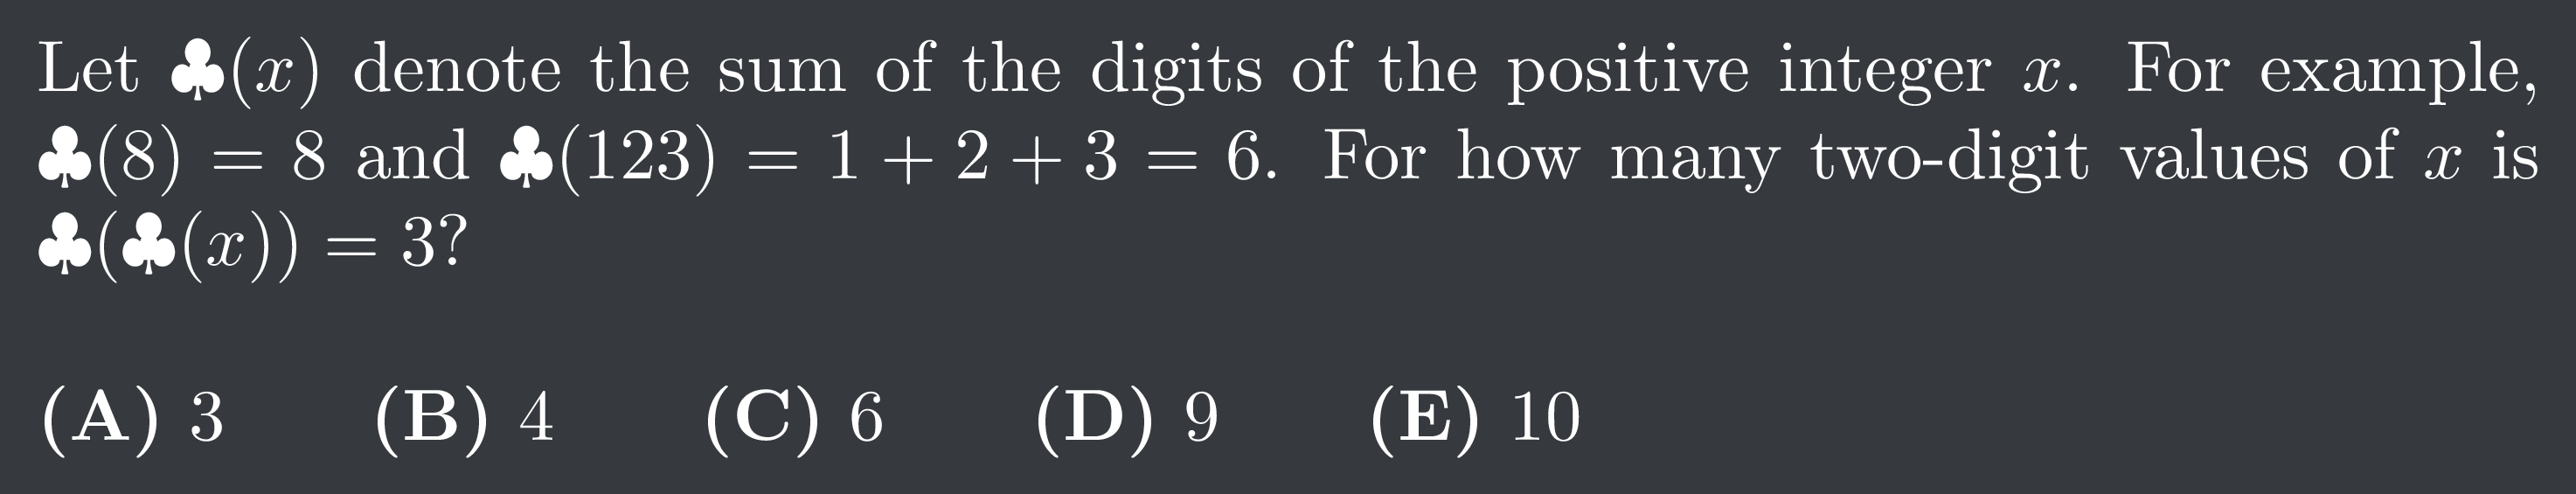 Let ♣(x) denote the sum of the digits of the positive integer x. For example,
♣(8) = 8 and ♣(123) = 1 + 2 + 3 = 6. For how many two-digit values of x is
♣(♣(x)) = 3?
(A) 3 (B) 4 (C) 6 (D) 9 (E) 10